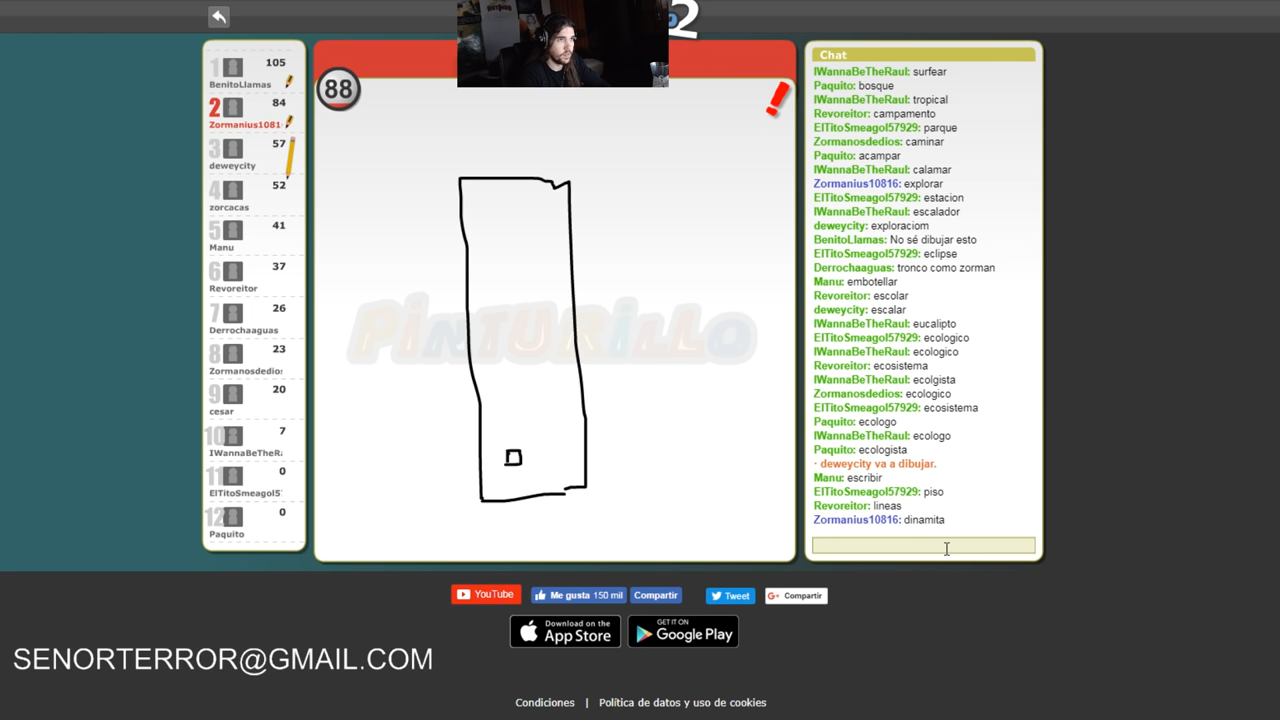 2
1
105
BenitoLlamas
2
84
Zormanius1081
3
57
deweycity
4
52
zorcacas
5
41
Manu
6
37
Revoreitor
7
26
Derrochaaguas
8
23
Zormanosdedios
9
20
cesar
10
7
IWannaBeTheRa
11
0
ElTitoSmeagol57
12
0
Paquito
88
!
PiNTURiLLO
Chat
IWannaBeTheRaul: surfear
Paquito: bosque
IWannaBeTheRaul: tropical
Revoreitor: campamento
ElTitoSmeagol57929: parque
Zormanosdedios: caminar
Paquito: acampar
IWannaBeTheRaul: calamar
Zormanius10816: explorar
ElTitoSmeagol57929: estacion
IWannaBeTheRaul: escalador
deweycity: exploraciom
BenitoLlamas: No sé dibujar esto
ElTitoSmeagol57929: eclipse
Derrochaaguas: tronco como zorman
Manu: embotellar
Revoreitor: escolar
deweycity: escalar
IWannaBeTheRaul: eucalipto
ElTitoSmeagol57929: ecologico
IWannaBeTheRaul: ecologico
Revoreitor: ecosistema
IWannaBeTheRaul: ecolgista
Zormanosdedios: ecologico
ElTitoSmeagol57929: ecosistema
Paquito: ecologo
IWannaBeTheRaul: ecologo
Paquito: ecologista
· deweycity va a dibujar.
Manu: escribir
ElTitoSmeagol57929: piso
Revoreitor: lineas
Zormanius10816: dinamita
YouTube
Me gusta 150 mil
Compartir
Tweet
G+ Compartir
Download on the
App Store
GET IT ON
Google Play
SENORTERROR@GMAIL.COM
Condiciones | Política de datos y uso de cookies